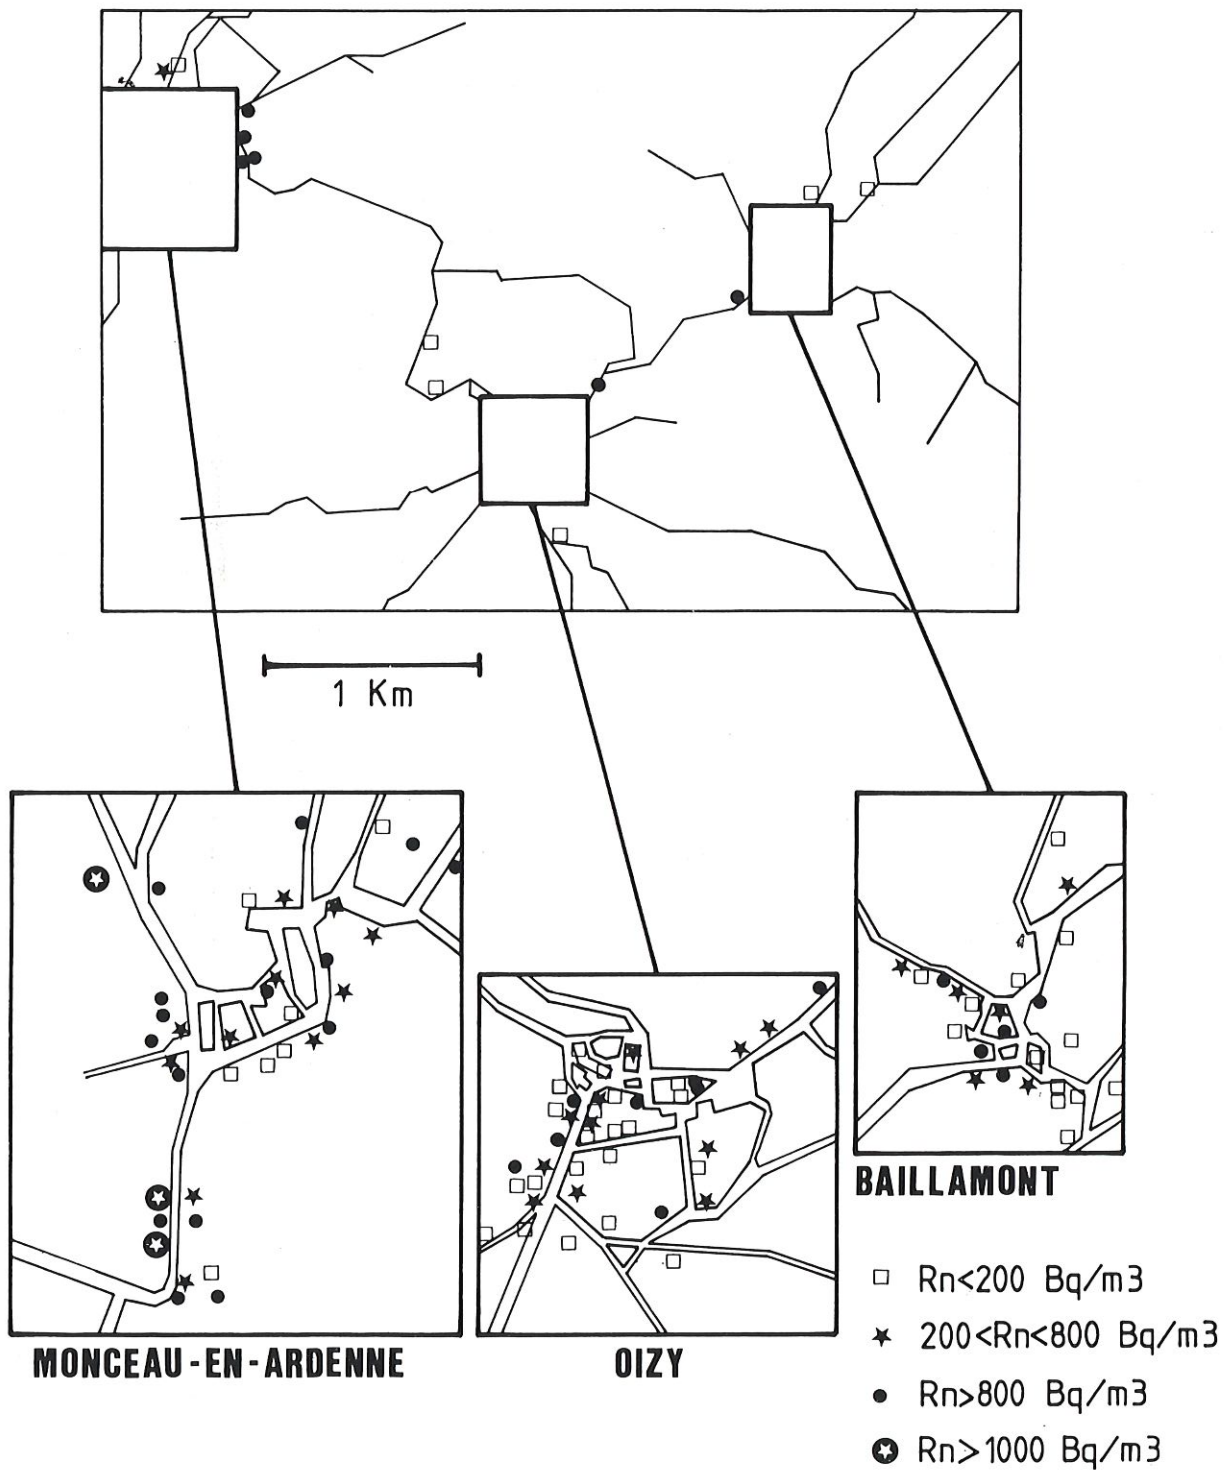 1 Km
BAILLAMONT
Rn<200 Bq/m3
200<Rn<800 Bq/m3
MONCEAU-EN-ARDENNE
OIZY
Rn>800 Bq/m3
Rn>1000 Bq/m3